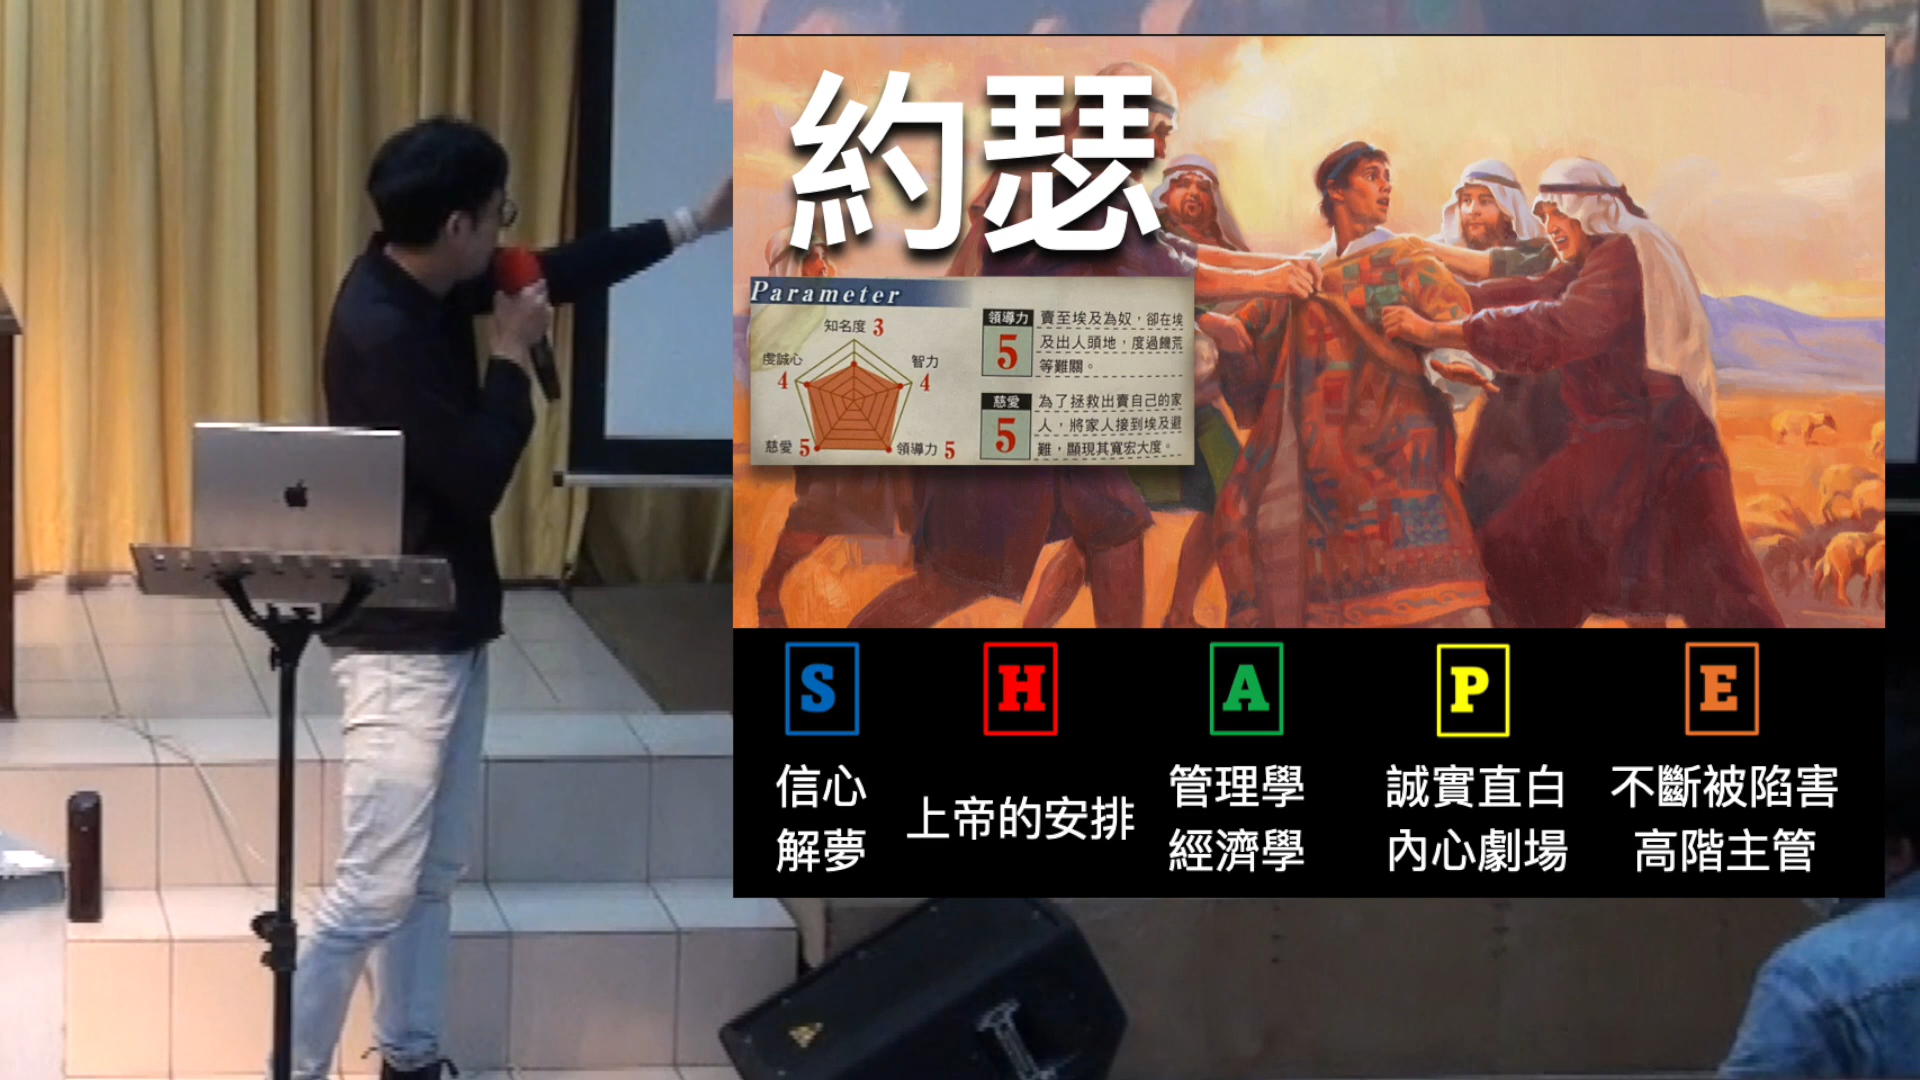 約瑟
Parameter
知名度 3
虔誠心
4
智力
4
慈愛 5
領導力 5
領導力
5
賣至埃及為奴，卻在埃
及出人頭地，度過饑荒
等難關。
慈愛
5
為了拯救出賣自己的家
人，將家人接到埃及避
難，顯現其寬宏大度。
S
信心
解夢
H
上帝的安排
A
管理學
經濟學
P
誠實直白
內心劇場
E
不斷被陷害
高階主管